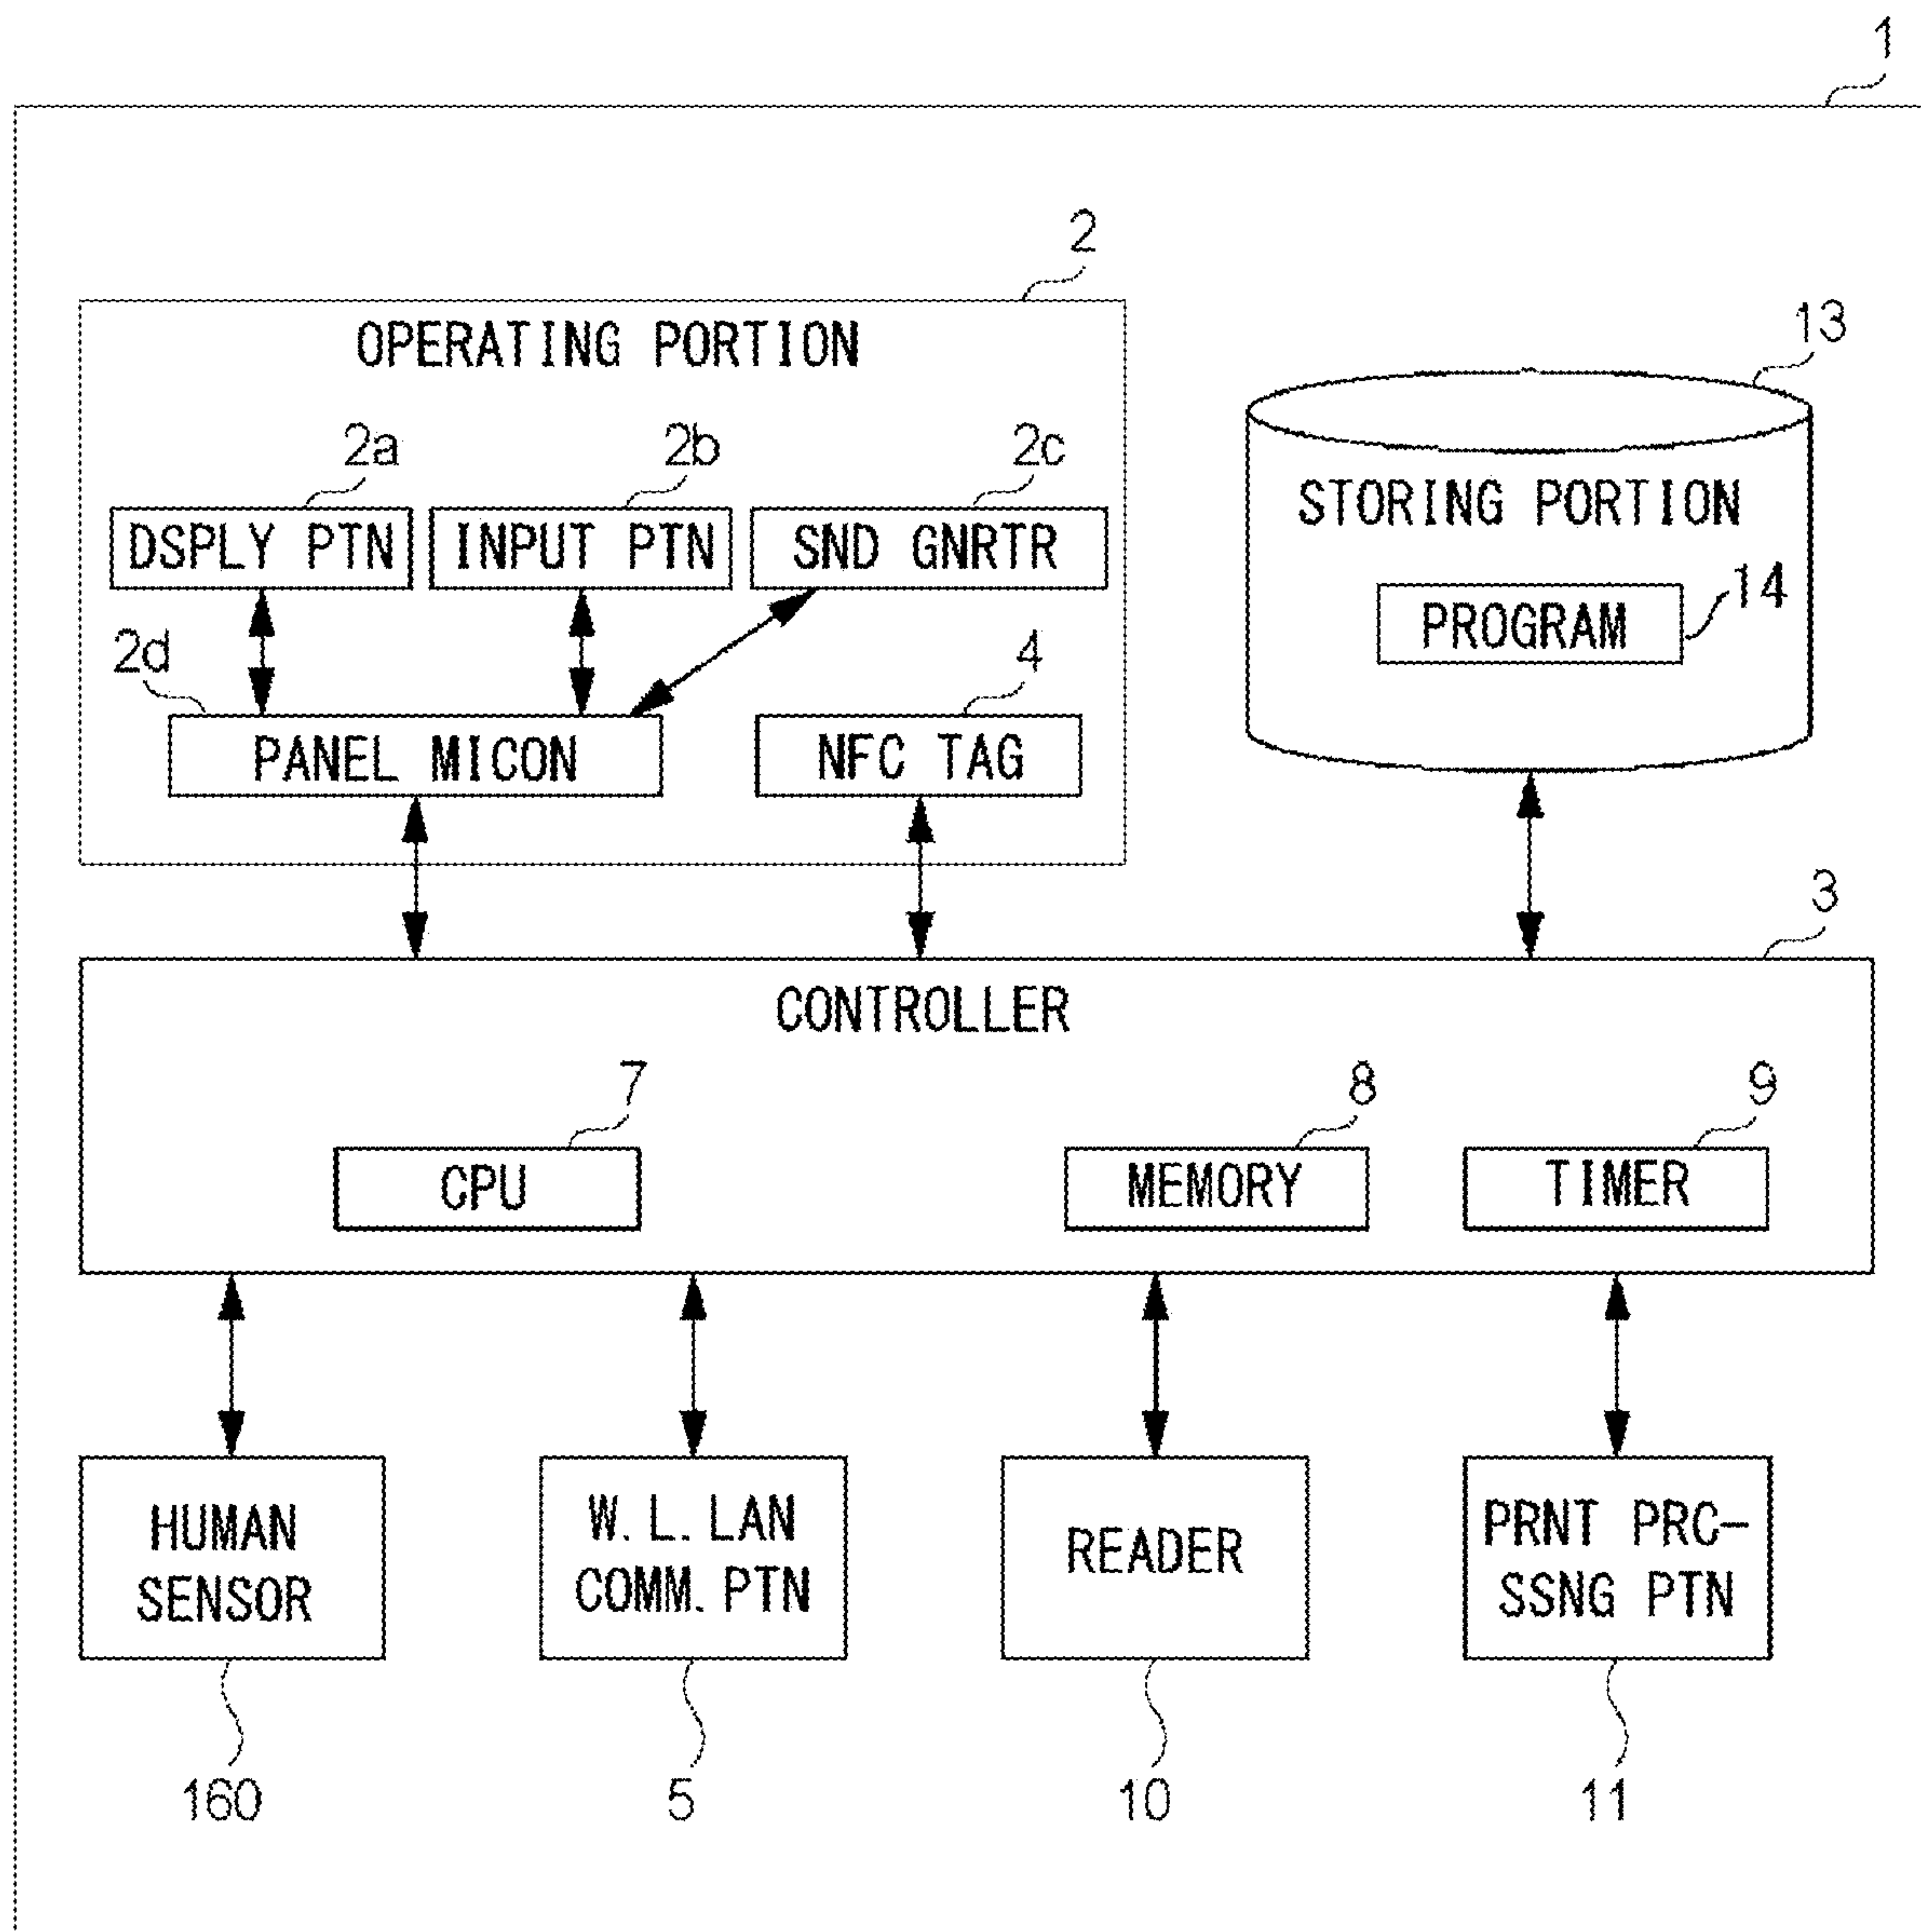 1
2
OPERATING PORTION
13
2a
2b
2c
DSPLY PTN
INPUT PTN
SND GNRTR
STORING PORTION
PROGRAM
14
2d
4
PANEL MICON
NFC TAG
3
CONTROLLER
7
8
9
CPU
MEMORY
TIMER
HUMAN
SENSOR
W.L.LAN
COMM.PTN
READER
PRNT PRC-
SSNG PTN
160
5
10
11